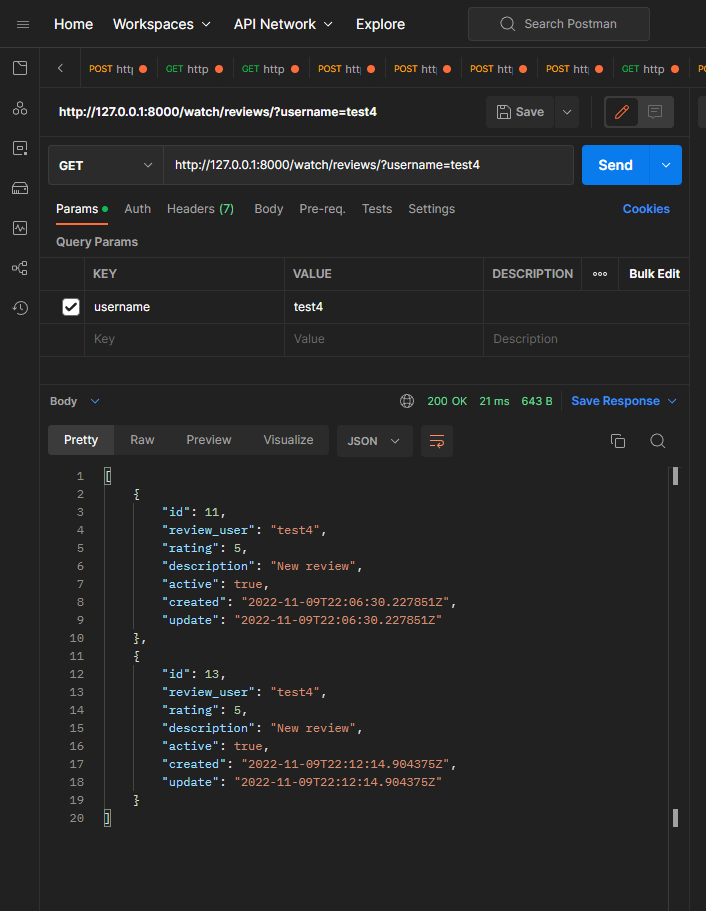 Home Workspaces API Network Explore Search Postman
POST http GET http GET http POST http POST http POST http POST http GET http
http://127.0.0.1:8000/watch/reviews/?username=test4 Save
GET http://127.0.0.1:8000/watch/reviews/?username=test4 Send
Params Auth Headers (7) Body Pre-req. Tests Settings Cookies
Query Params
KEY VALUE DESCRIPTION ooo Bulk Edit
username test4
Key Value Description
Body 200 OK 21 ms 643 B Save Response
Pretty Raw Preview Visualize JSON
1 [
2 {
3 "id": 11,
4 "review_user": "test4",
5 "rating": 5,
6 "description": "New review",
7 "active": true,
8 "created": "2022-11-09T22:06:30.227851Z",
9 "update": "2022-11-09T22:06:30.227851Z"
10 },
11 {
12 "id": 13,
13 "review_user": "test4",
14 "rating": 5,
15 "description": "New review",
16 "active": true,
17 "created": "2022-11-09T22:12:14.904375Z",
18 "update": "2022-11-09T22:12:14.904375Z"
19 }
20 ]